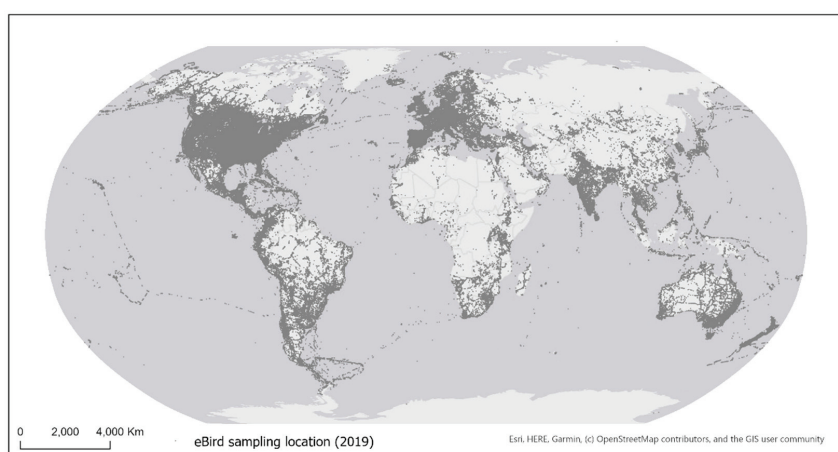 0 2,000 4,000 Km
eBird sampling location (2019)
Esri, HERE, Garmin, (c) OpenStreetMap contributors, and the GIS user community